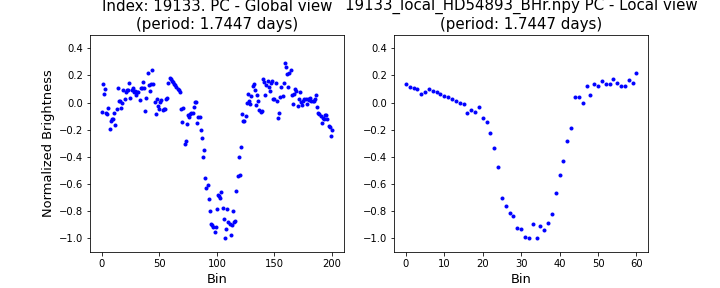 Index: 19133. PC - Global view
(period: 1.7447 days)
19133_local_HD54893_BHr.npy PC - Local view
(period: 1.7447 days)
Normalized Brightness
0.4
0.2
0.0
−0.2
−0.4
−0.6
−0.8
−1.0
0 50 100 150 200
Bin
0.4
0.2
0.0
−0.2
−0.4
−0.6
−0.8
−1.0
0 10 20 30 40 50 60
Bin